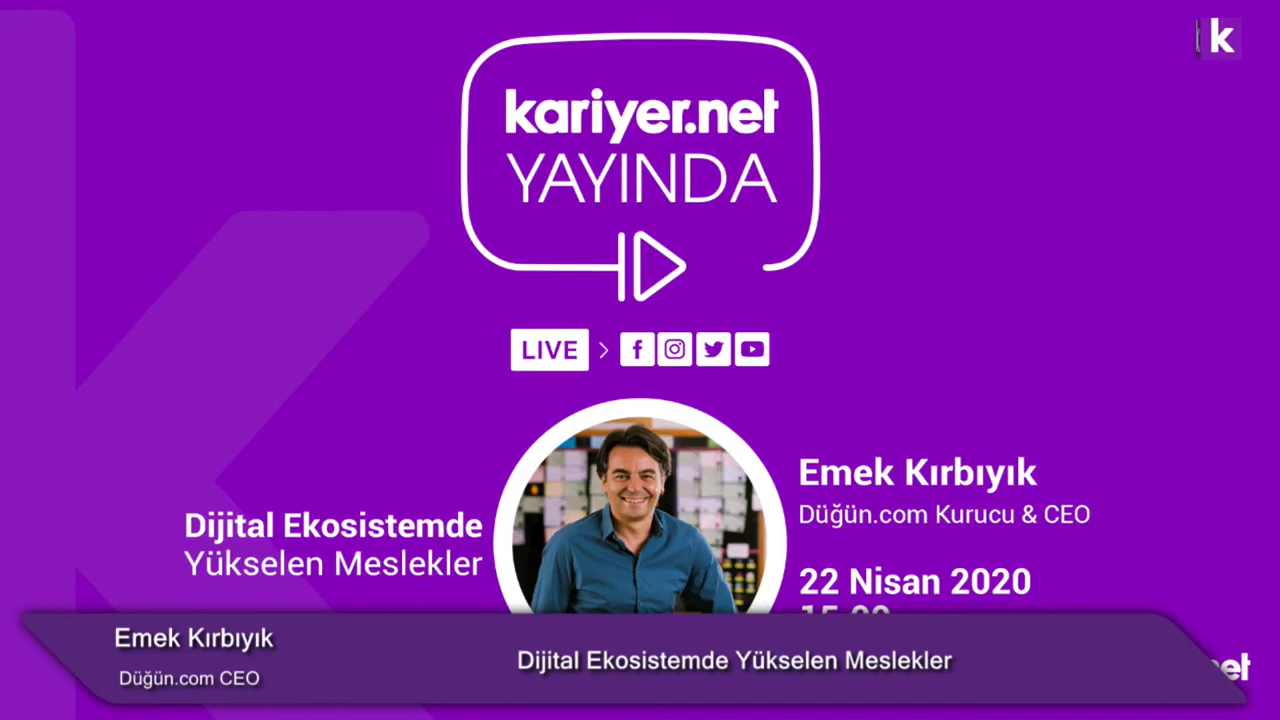 k
kariyer.net
YAYINDA
LIVE
Dijital Ekosistemde
Yükselen Meslekler
Emek Kırbıyık
Düğün.com Kurucu & CEO
22 Nisan 2020
Emek Kırbıyık
Düğün.com CEO
Dijital Ekosistemde Yükselen Meslekler